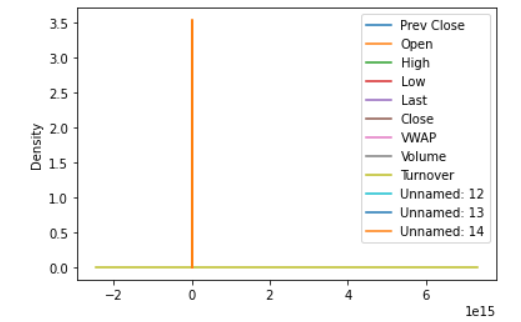 3.5
3.0
2.5
2.0
1.5
1.0
0.5
0.0
Density
−2 0 2 4 6
1e15
Prev Close
Open
High
Low
Last
Close
VWAP
Volume
Turnover
Unnamed: 12
Unnamed: 13
Unnamed: 14